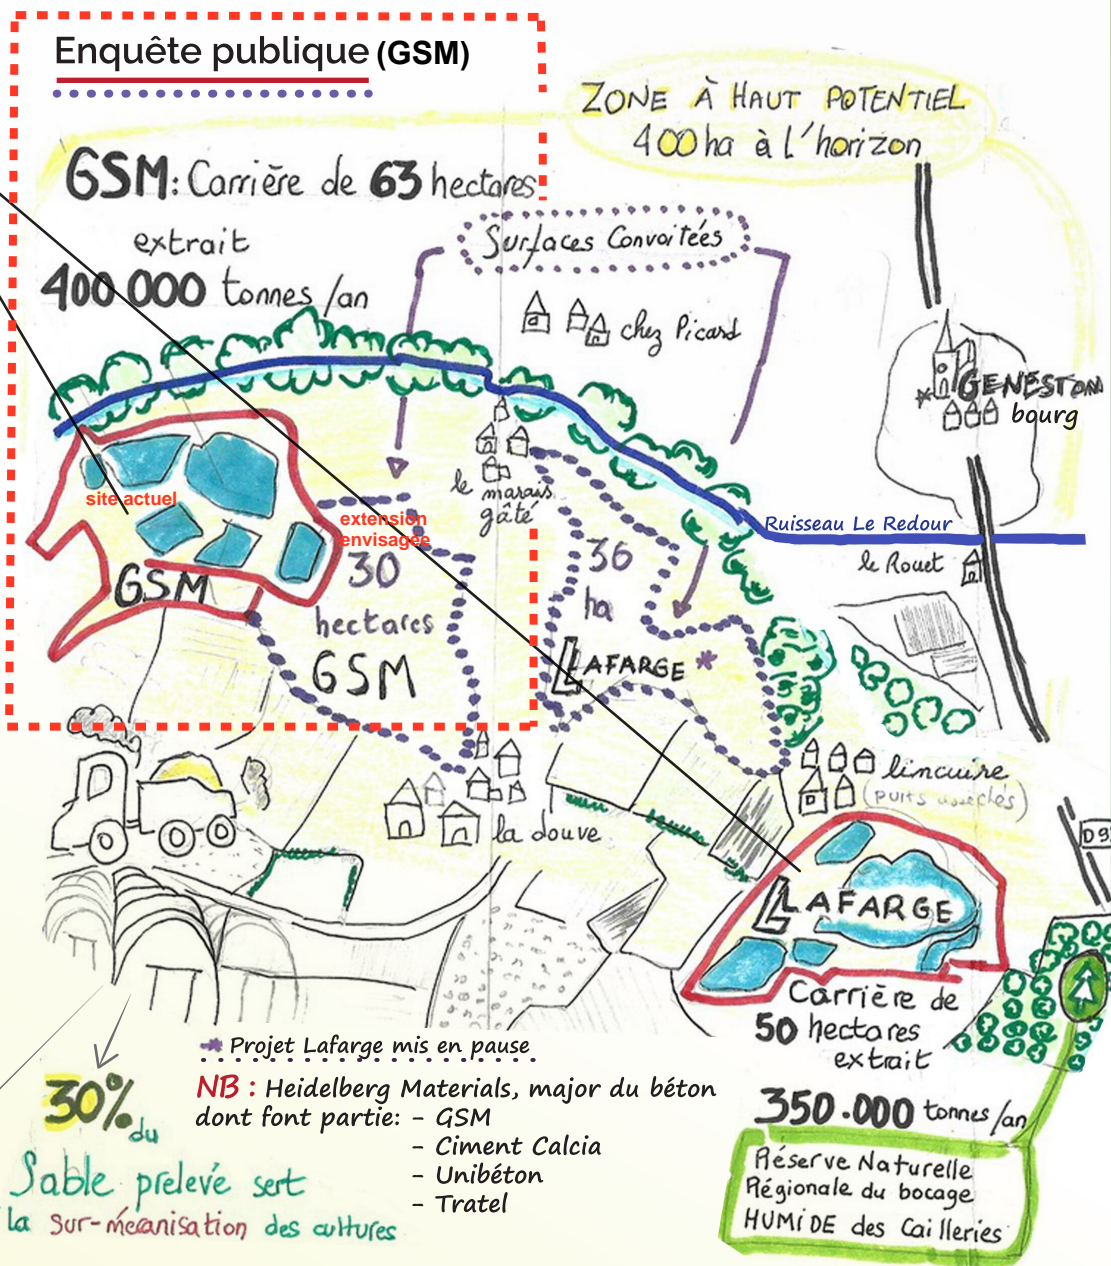 Enquête publique (GSM)
ZONE À HAUT POTENTIEL
400 ha à l'horizon
GSM: Carrière de 63 hectares
extrait
400 000 tonnes /an
Surfaces Convoitées
chez Picard
GENESTON
bourg
le marais
gâté
site actuel
extension
envisagée
30
hectares
GSM
GSM
36
ha
LAFARGE *
Ruisseau Le Redour
le Rouet
lincuire
(puits asséchés)
la douve
D9
LAFARGE
Carrière de
50 hectares
extrait
350.000 tonnes/an
* Projet Lafarge mis en pause
NB : Heidelberg Materials, major du béton
dont font partie: - GSM
- Ciment Calcia
- Unibéton
- Tratel
30%
du
Sable prelevé sert
la sur-mécanisation des cultures
Réserve Naturelle
Régionale du bocage
HUMIDE des Cailleries